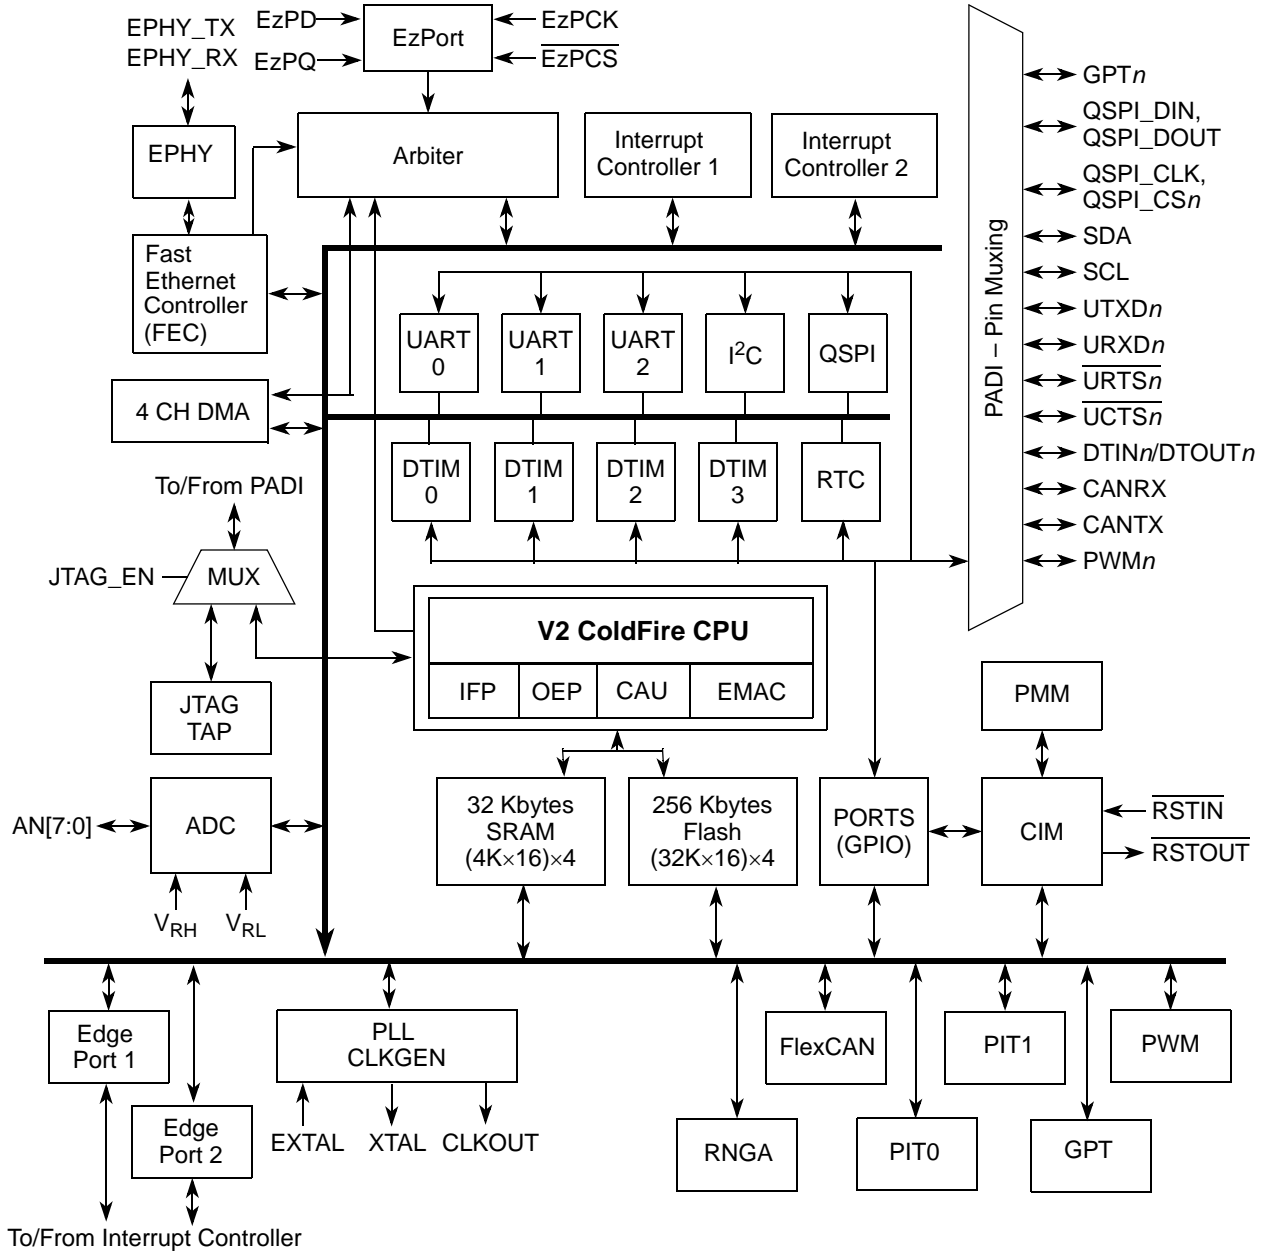 EPHY_TX
EPHY_RX
EzPD
EzPQ
EzPort
EzPCK
EzPCS
EPHY
Arbiter
Interrupt
Controller 1
Interrupt
Controller 2
Fast
Ethernet
Controller
(FEC)
4 CH DMA
UART
0
UART
1
UART
2
I²C
QSPI
DTIM
0
DTIM
1
DTIM
2
DTIM
3
RTC
PADI – Pin Muxing
GPTn
QSPI_DIN,
QSPI_DOUT
QSPI_CLK,
QSPI_CSn
SDA
SCL
UTXDn
URXDn
URTSn
UCTSn
DTINn/DTOUTn
CANRX
CANTX
PWMn
To/From PADI
JTAG_EN
MUX
JTAG
TAP
V2 ColdFire CPU
IFP
OEP
CAU
EMAC
PMM
AN[7:0]
ADC
VRH
VRL
32 Kbytes
SRAM
(4K×16)×4
256 Kbytes
Flash
(32K×16)×4
PORTS
(GPIO)
CIM
RSTIN
RSTOUT
Edge
Port 1
Edge
Port 2
PLL
CLKGEN
EXTAL
XTAL
CLKOUT
FlexCAN
PIT1
PWM
RNGA
PIT0
GPT
To/From Interrupt Controller